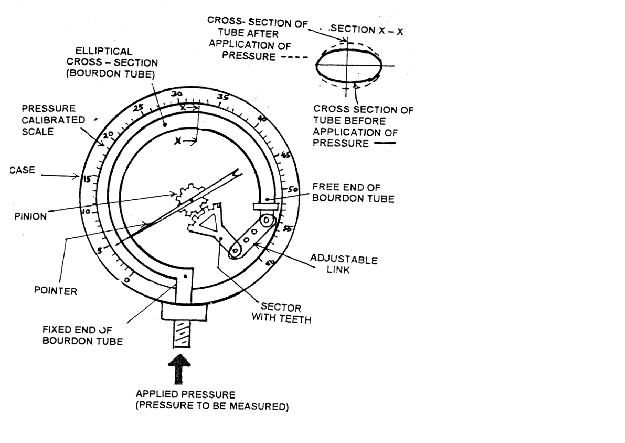 CROSS- SECTION OF
TUBE AFTER
APPLICATION OF
PRESSURE ----
SECTION X - X
ELLIPTICAL
CROSS - SECTION
(BOURDON TUBE)
CROSS SECTION OF
TUBE BEFORE
APPLICATION OF
PRESSURE —
PRESSURE
CALIBRATED
SCALE
CASE
PINION
POINTER
FIXED END OF
BOURDON TUBE
0
5
10
15
20
25
30
35
40
45
50
55
60
X
X
FREE END OF
BOURDON TUBE
ADJUSTABLE
LINK
SECTOR
WITH TEETH
APPLIED PRESSURE
(PRESSURE TO BE MEASURED)